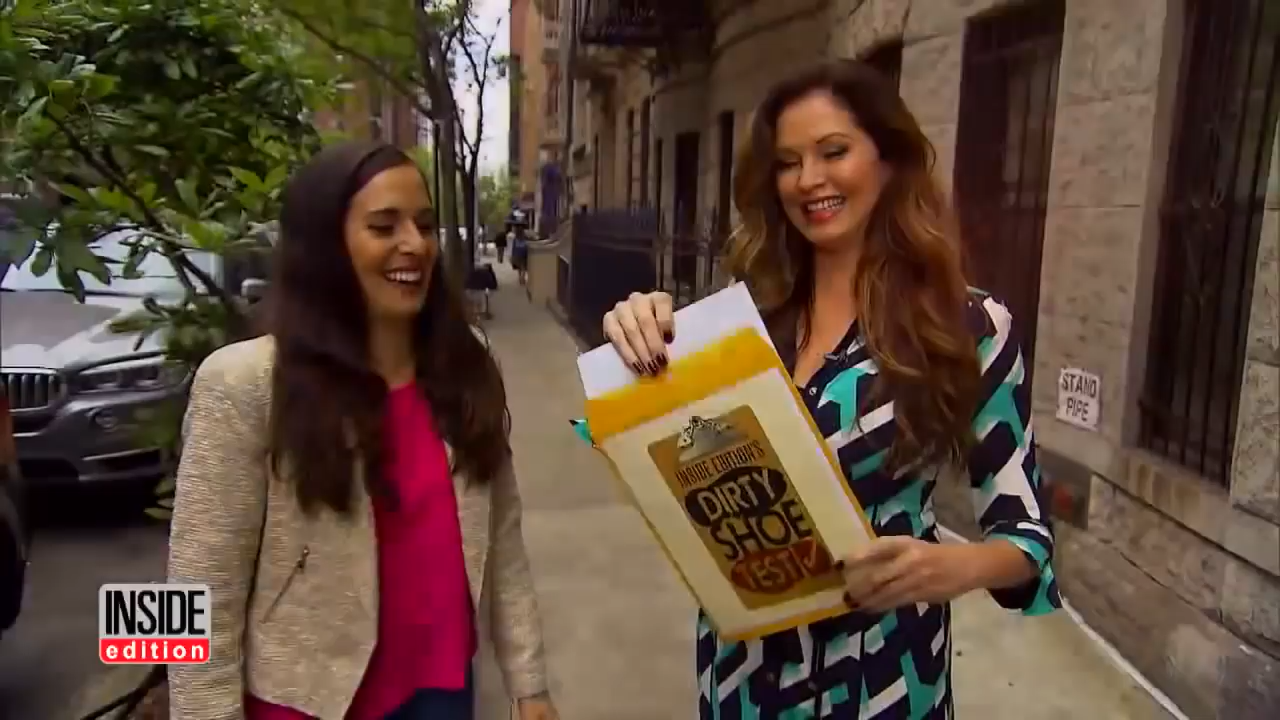 STAND
PIPE
INSIDE EDITION'S
DIRTY
SHOE
TEST
INSIDE
edition